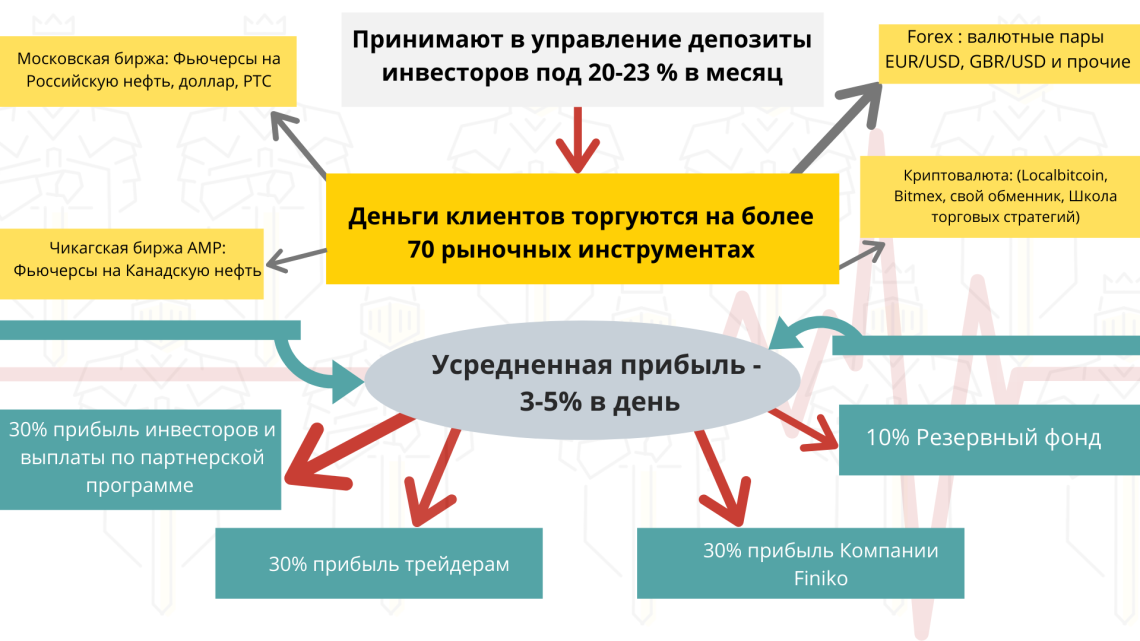 Принимают в управление депозиты
инвесторов под 20-23 % в месяц
Московская биржа: Фьючерсы на
Российскую нефть, доллар, РТС
Forex : валютные пары
EUR/USD, GBR/USD и прочие
Деньги клиентов торгуются на более
70 рыночных инструментах
Криптовалюта: (Localbitcoin,
Bitmex, свой обменник, Школа
торговых стратегий)
Чикагская биржа AMP:
Фьючерсы на Канадскую нефть
Усредненная прибыль -
3-5% в день
30% прибыль инвесторов и
выплаты по партнерской
программе
10% Резервный фонд
30% прибыль трейдерам
30% прибыль Компании
Finiko